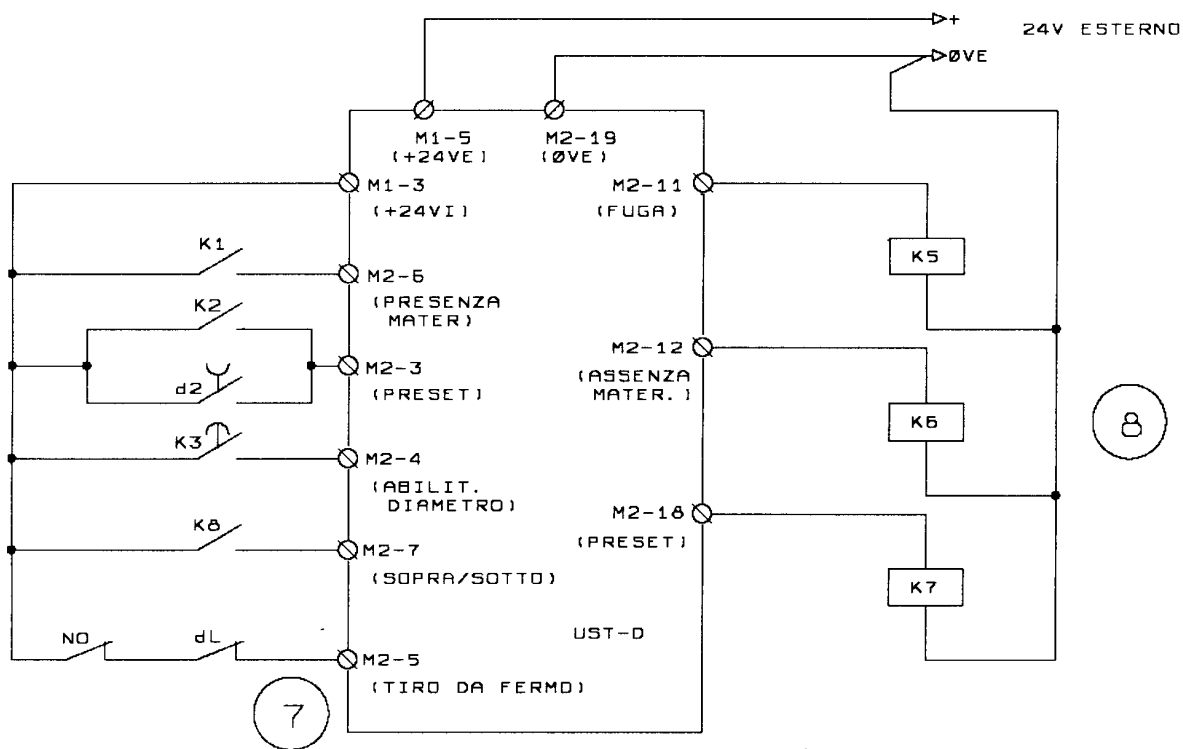 +
24V ESTERNO
ØVE
M1-5
(+24VE)
M2-19
(ØVE)
M1-3
(+24VI)
M2-11
(FUGA)
K1
K5
M2-6
(PRESENZA
MATER)
K2
M2-3
(PRESET)
d2
M2-12
(ASSENZA
MATER.)
K6
8
K3
M2-4
(ABILIT.
DIAMETRO)
K8
M2-7
(SOPRA/SOTTO)
M2-18
(PRESET)
K7
UST-D
NO
dL
M2-5
(TIRO DA FERMO)
7